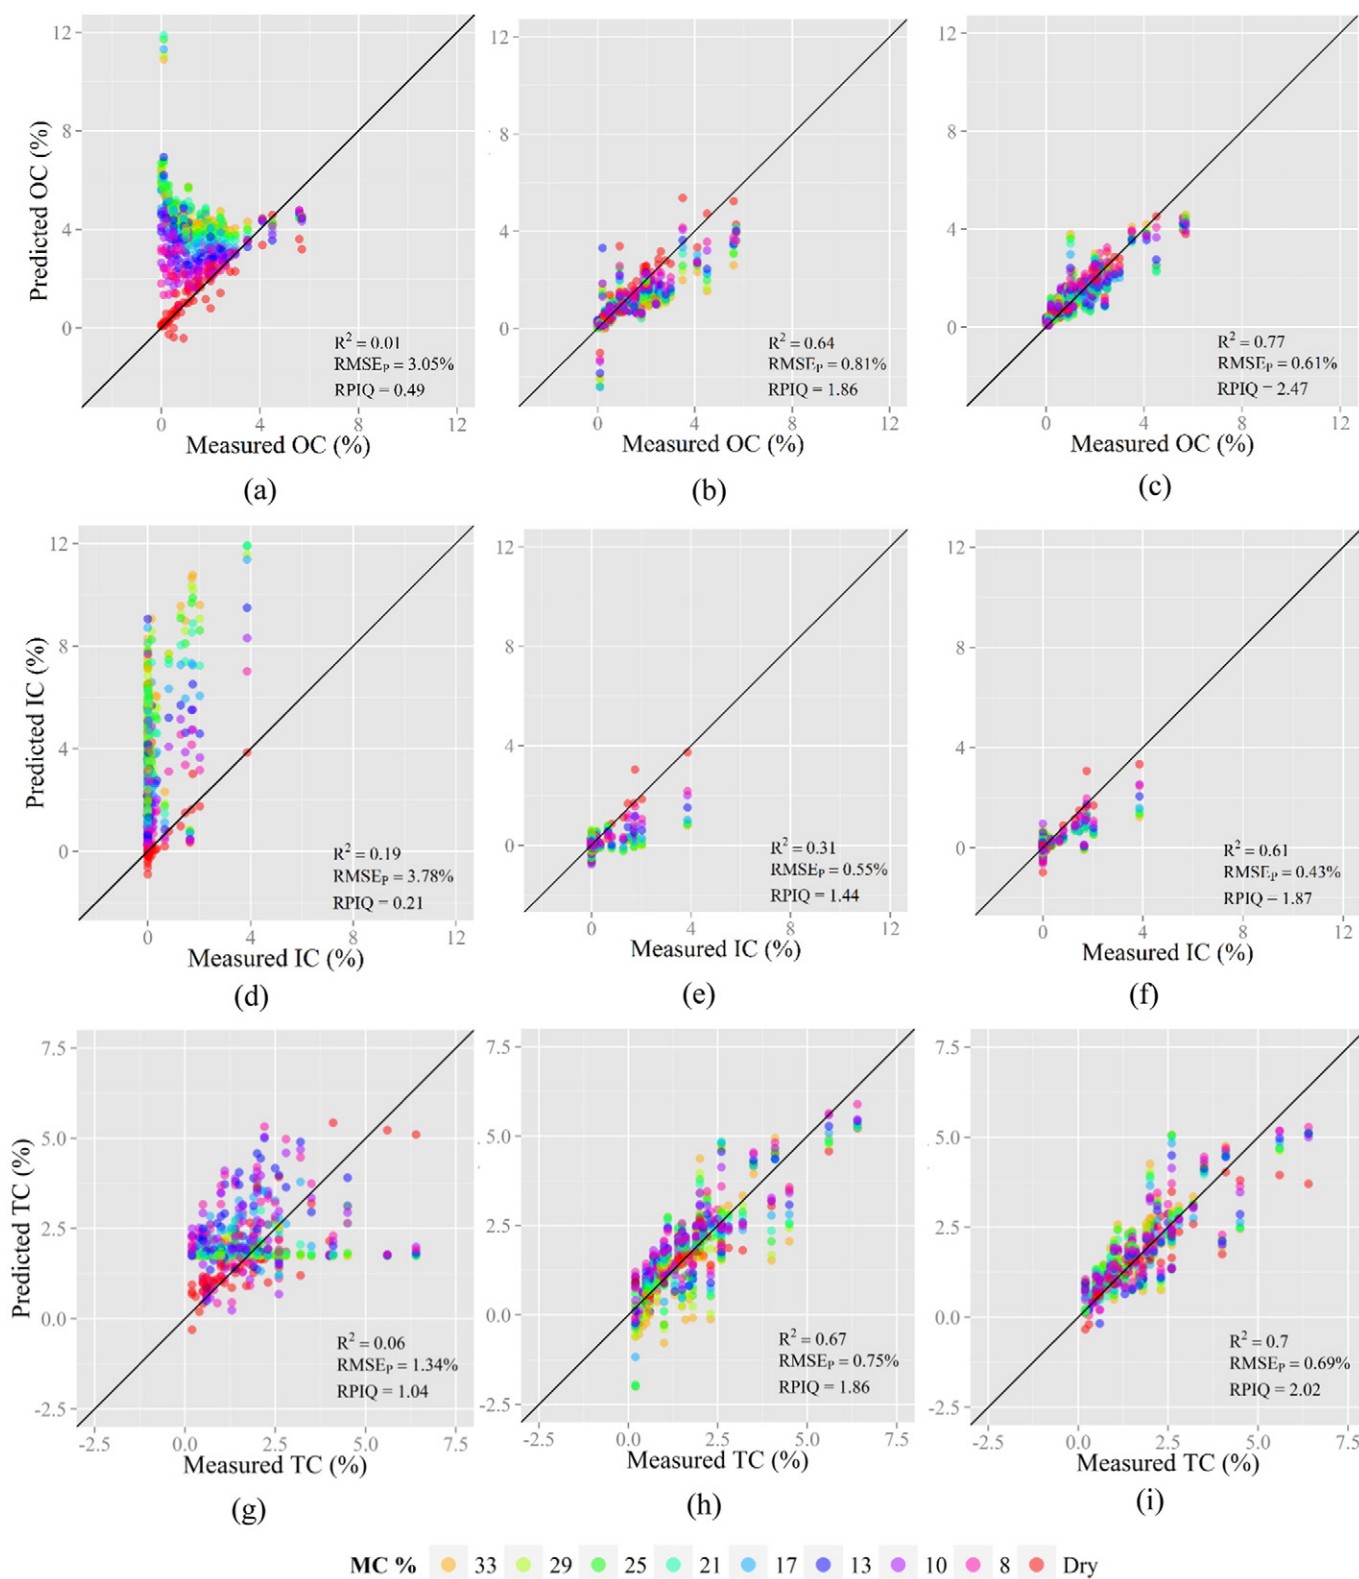 12
8
4
0
Predicted OC (%)
R² = 0.01
RMSEP = 3.05%
RPIQ = 0.49
0 4 8 12
Measured OC (%)
(a)
12
8
4
0
R² = 0.64
RMSEP = 0.81%
RPIQ = 1.86
0 4 8 12
Measured OC (%)
(b)
12
8
4
0
R² = 0.77
RMSEP = 0.61%
RPIQ = 2.47
0 4 8 12
Measured OC (%)
(c)
12
8
4
0
Predicted IC (%)
R² = 0.19
RMSEP = 3.78%
RPIQ = 0.21
0 4 8 12
Measured IC (%)
(d)
12
8
4
0
R² = 0.31
RMSEP = 0.55%
RPIQ = 1.44
0 4 8 12
Measured IC (%)
(e)
12
8
4
0
R² = 0.61
RMSEP = 0.43%
RPIQ = 1.87
0 4 8 12
Measured IC (%)
(f)
7.5
5.0
2.5
0.0
-2.5
Predicted TC (%)
R² = 0.06
RMSEP = 1.34%
RPIQ = 1.04
-2.5 0.0 2.5 5.0 7.5
Measured TC (%)
(g)
7.5
5.0
2.5
0.0
-2.5
R² = 0.67
RMSEP = 0.75%
RPIQ = 1.86
-2.5 0.0 2.5 5.0 7.5
Measured TC (%)
(h)
7.5
5.0
2.5
0.0
-2.5
R² = 0.7
RMSEP = 0.69%
RPIQ = 2.02
-2.5 0.0 2.5 5.0 7.5
Measured TC (%)
(i)
MC % 33 29 25 21 17 13 10 8 Dry